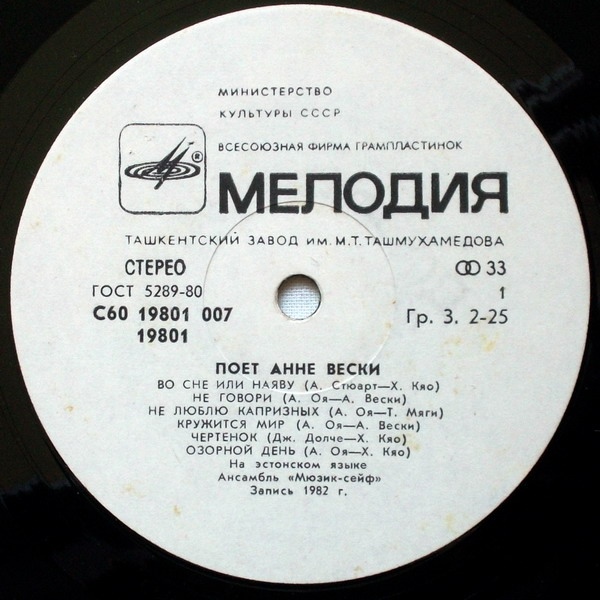 МИНИСТЕРСТВО
КУЛЬТУРЫ СССР
ВСЕСОЮЗНАЯ ФИРМА ГРАМПЛАСТИНОК
®
МЕЛОДИЯ
ТАШКЕНТСКИЙ ЗАВОД ИМ. М.Т. ТАШМУХАМЕДОВА
СТЕРЕО
33
ГОСТ 5289-80
1
С60 19801 007
Гр. 3. 2-25
19801
ПОЕТ АННЕ ВЕСКИ
ВО СНЕ ИЛИ НАЯВУ (А. Стюарт—Х. Кяо)
НЕ ГОВОРИ (А. Оя—А. Вески)
НЕ ЛЮБЛЮ КАПРИЗНЫХ (А. Оя—Т. Мяги)
КРУЖИТСЯ МИР (А. Оя—А. Вески)
ЧЕРТЕНОК (Дж. Дольче—Х. Кяо)
ОЗОРНОЙ ДЕНЬ (А. Оя—Х. Кяо)
На эстонском языке
Ансамбль «Мюзик-сейф»
Запись 1982 г.